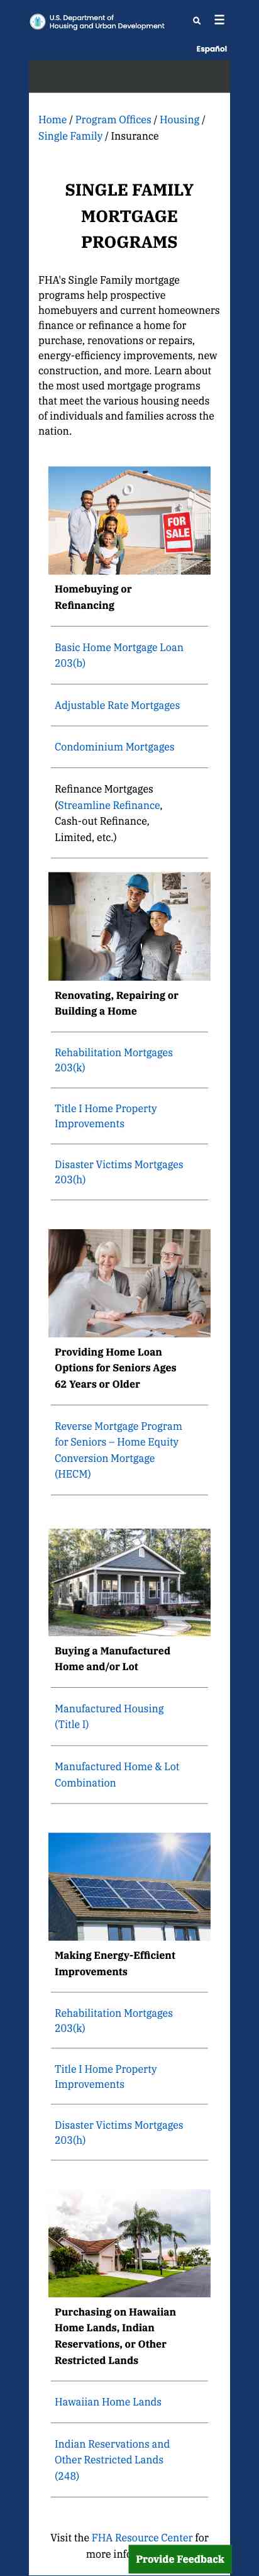 U.S. Department of
Housing and Urban Development
Español
Home / Program Offices / Housing /
Single Family / Insurance
SINGLE FAMILY
MORTGAGE
PROGRAMS
FHA's Single Family mortgage
programs help prospective
homebuyers and current homeowners
finance or refinance a home for
purchase, renovations or repairs,
energy-efficiency improvements, new
construction, and more. Learn about
the most used mortgage programs
that meet the various housing needs
of individuals and families across the
nation.
FOR
SALE
Homebuying or
Refinancing
Basic Home Mortgage Loan
203(b)
Adjustable Rate Mortgages
Condominium Mortgages
Refinance Mortgages
(Streamline Refinance,
Cash-out Refinance,
Limited, etc.)
Renovating, Repairing or
Building a Home
Rehabilitation Mortgages
203(k)
Title I Home Property
Improvements
Disaster Victims Mortgages
203(h)
Providing Home Loan
Options for Seniors Ages
62 Years or Older
Reverse Mortgage Program
for Seniors – Home Equity
Conversion Mortgage
(HECM)
Buying a Manufactured
Home and/or Lot
Manufactured Housing
(Title I)
Manufactured Home & Lot
Combination
Making Energy-Efficient
Improvements
Rehabilitation Mortgages
203(k)
Title I Home Property
Improvements
Disaster Victims Mortgages
203(h)
Purchasing on Hawaiian
Home Lands, Indian
Reservations, or Other
Restricted Lands
Hawaiian Home Lands
Indian Reservations and
Other Restricted Lands
(248)
Visit the FHA Resource Center for
more
Provide Feedback